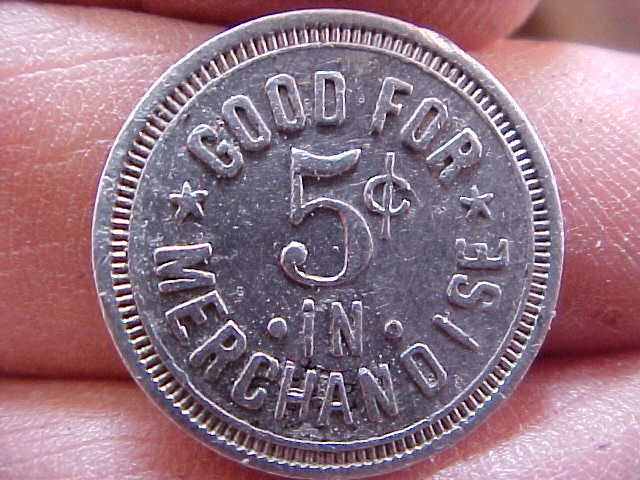 GOOD FOR
5¢
IN
MERCHANDISE